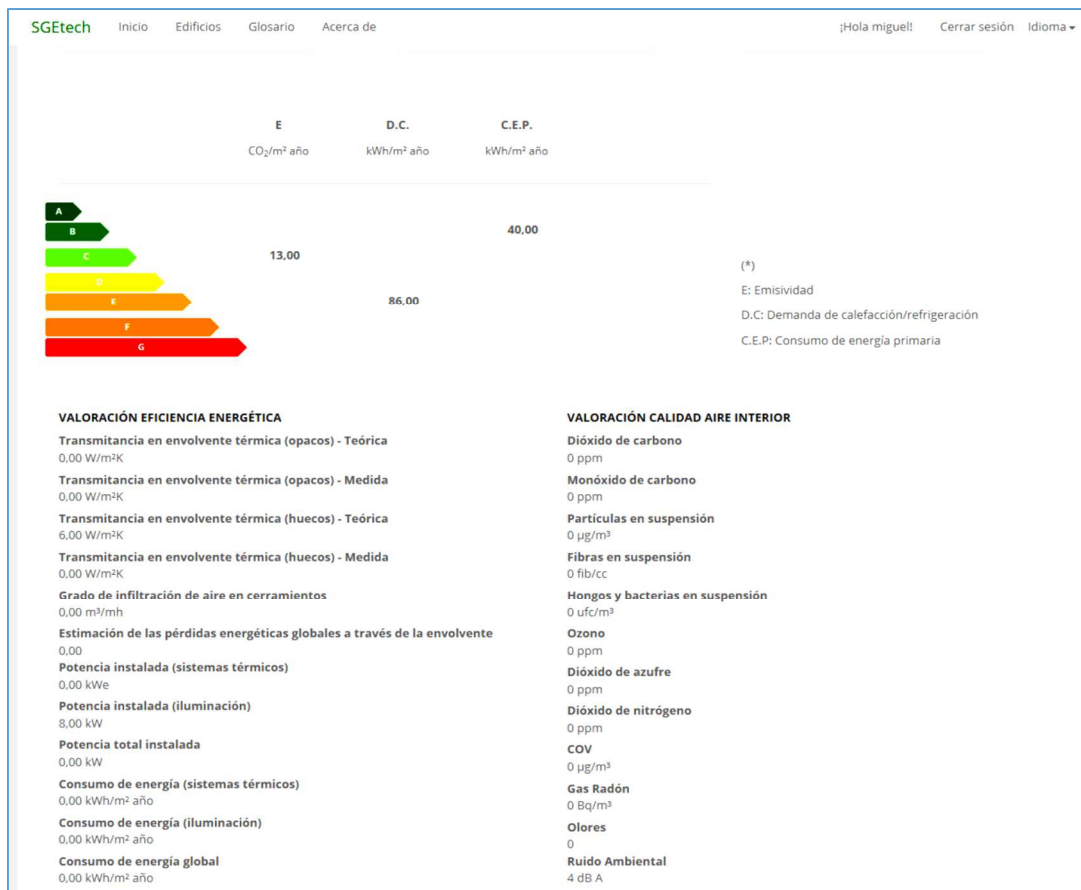 SGEtech Inicio Edificios Glosario Acerca de ¡Hola miguel! Cerrar sesión Idioma
E D.C. C.E.P.
CO₂/m² año kWh/m² año kWh/m² año
A
B 40,00
C 13,00
D
E 86,00
F
G
(*)
E: Emisividad
D.C: Demanda de calefacción/refrigeración
C.E.P: Consumo de energía primaria
VALORACIÓN EFICIENCIA ENERGÉTICA
Transmitancia en envolvente térmica (opacos) - Teórica
0,00 W/m²K
Transmitancia en envolvente térmica (opacos) - Medida
0,00 W/m²K
Transmitancia en envolvente térmica (huecos) - Teórica
6,00 W/m²K
Transmitancia en envolvente térmica (huecos) - Medida
0,00 W/m²K
Grado de infiltración de aire en cerramientos
0,00 m³/mh
Estimación de las pérdidas energéticas globales a través de la envolvente
0,00
Potencia instalada (sistemas térmicos)
0,00 kWe
Potencia instalada (iluminación)
8,00 kW
Potencia total instalada
0,00 kW
Consumo de energía (sistemas térmicos)
0,00 kWh/m² año
Consumo de energía (iluminación)
0,00 kWh/m² año
Consumo de energía global
0,00 kWh/m² año
VALORACIÓN CALIDAD AIRE INTERIOR
Dióxido de carbono
0 ppm
Monóxido de carbono
0 ppm
Partículas en suspensión
0 µg/m³
Fibras en suspensión
0 fib/cc
Hongos y bacterias en suspensión
0 ufc/m³
Ozono
0 ppm
Dióxido de azufre
0 ppm
Dióxido de nitrógeno
0 ppm
COV
0 µg/m³
Gas Radón
0 Bq/m³
Olores
0
Ruido Ambiental
4 dB A